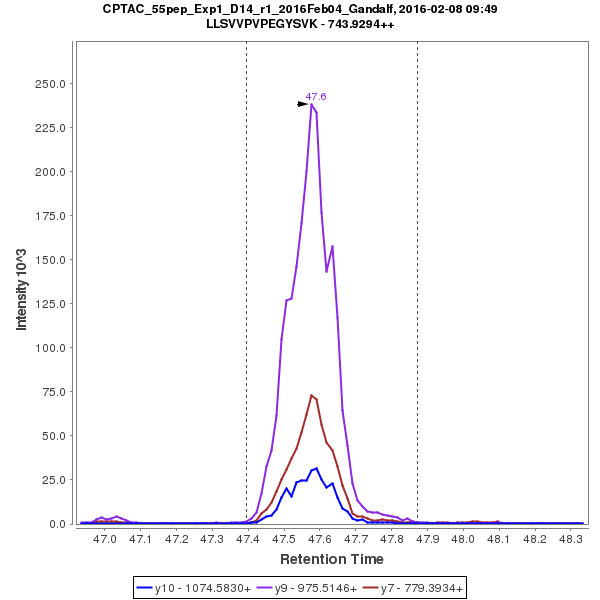 CPTAC_55pep_Exp1_D14_r1_2016Feb04_Gandalf, 2016-02-08 09:49
LLSVVPVPEGYSVK - 743.9294++
47.6
Intensity 10^3
250.0
225.0
200.0
175.0
150.0
125.0
100.0
75.0
50.0
25.0
0.0
47.0 47.1 47.2 47.3 47.4 47.5 47.6 47.7 47.8 47.9 48.0 48.1 48.2 48.3
Retention Time
y10 - 1074.5830+ y9 - 975.5146+ y7 - 779.3934+